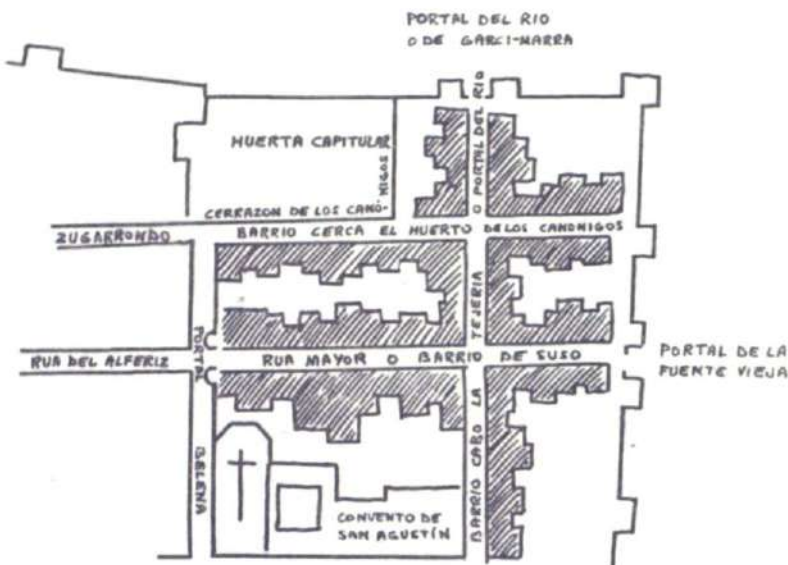 PORTAL DEL RIO
O DE GARCI-MARRA
HUERTA CAPITULAR
CERRAZON DE LOS CANÓ-
NIGOS
ZUGARRONDO
BARRIO CERCA EL HUERTO DE LOS CANONIGOS
BARRIO CABO LA TEJERIA O PORTAL DEL RIO
RUA DEL ALFERIZ
PORTAL
RUA MAYOR O BARRIO DE SUSO
PORTAL DE LA
FUENTE VIEJA
BELENA
CONVENTO DE
SAN AGUSTÍN